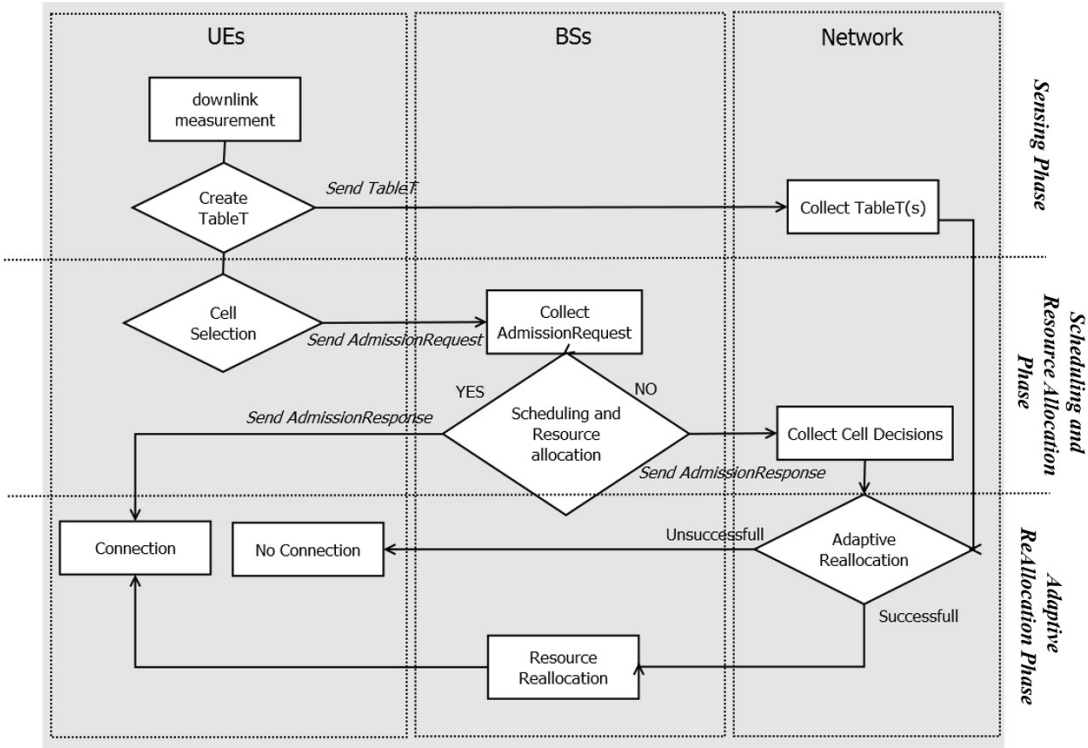 UEs
BSs
Network
downlink
measurement
Create
TableT
Send TableT
Collect TableT(s)
Sensing Phase
Cell
Selection
Send AdmissionRequest
Collect
AdmissionRequest
YES
NO
Scheduling and
Resource
allocation
Send AdmissionResponse
Send AdmissionResponse
Collect Cell Decisions
Scheduling and
Resource Allocation
Phase
Connection
No Connection
Unsuccessfull
Adaptive
Reallocation
Successfull
Resource
Reallocation
Adaptive
ReAllocation Phase